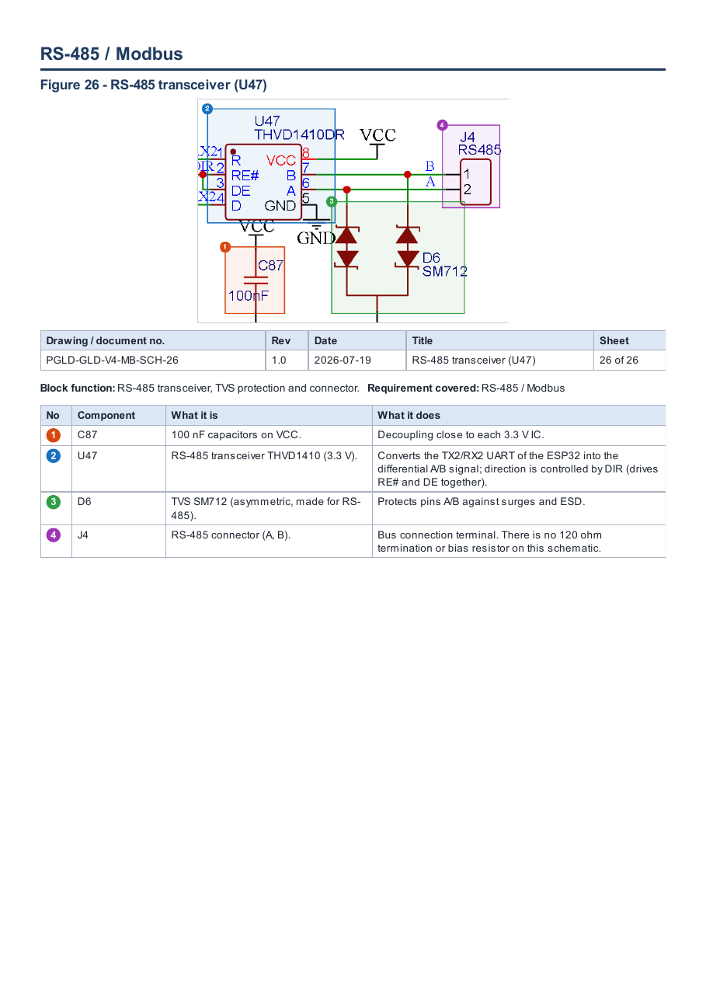 RS-485 / Modbus
Figure 26 - RS-485 transceiver (U47)
2
U47
THVD1410DR
VCC
4
J4
RS485
X2 1 R VCC 8
DIR 2 RE# B 7
3 DE A 6
X2 4 D GND 5
B
A
1
2
3
VCC
GND
1
C87
100nF
D6
SM712
Drawing / document no. Rev Date Title Sheet
PGLD-GLD-V4-MB-SCH-26 1.0 2026-07-19 RS-485 transceiver (U47) 26 of 26
Block function: RS-485 transceiver, TVS protection and connector. Requirement covered: RS-485 / Modbus
No Component What it is What it does
1 C87 100 nF capacitors on VCC. Decoupling close to each 3.3 V IC.
2 U47 RS-485 transceiver THVD1410 (3.3 V). Converts the TX2/RX2 UART of the ESP32 into the
differential A/B signal; direction is controlled by DIR (drives
RE# and DE together).
3 D6 TVS SM712 (asymmetric, made for RS-
485).
Protects pins A/B against surges and ESD.
4 J4 RS-485 connector (A, B). Bus connection terminal. There is no 120 ohm
termination or bias resistor on this schematic.